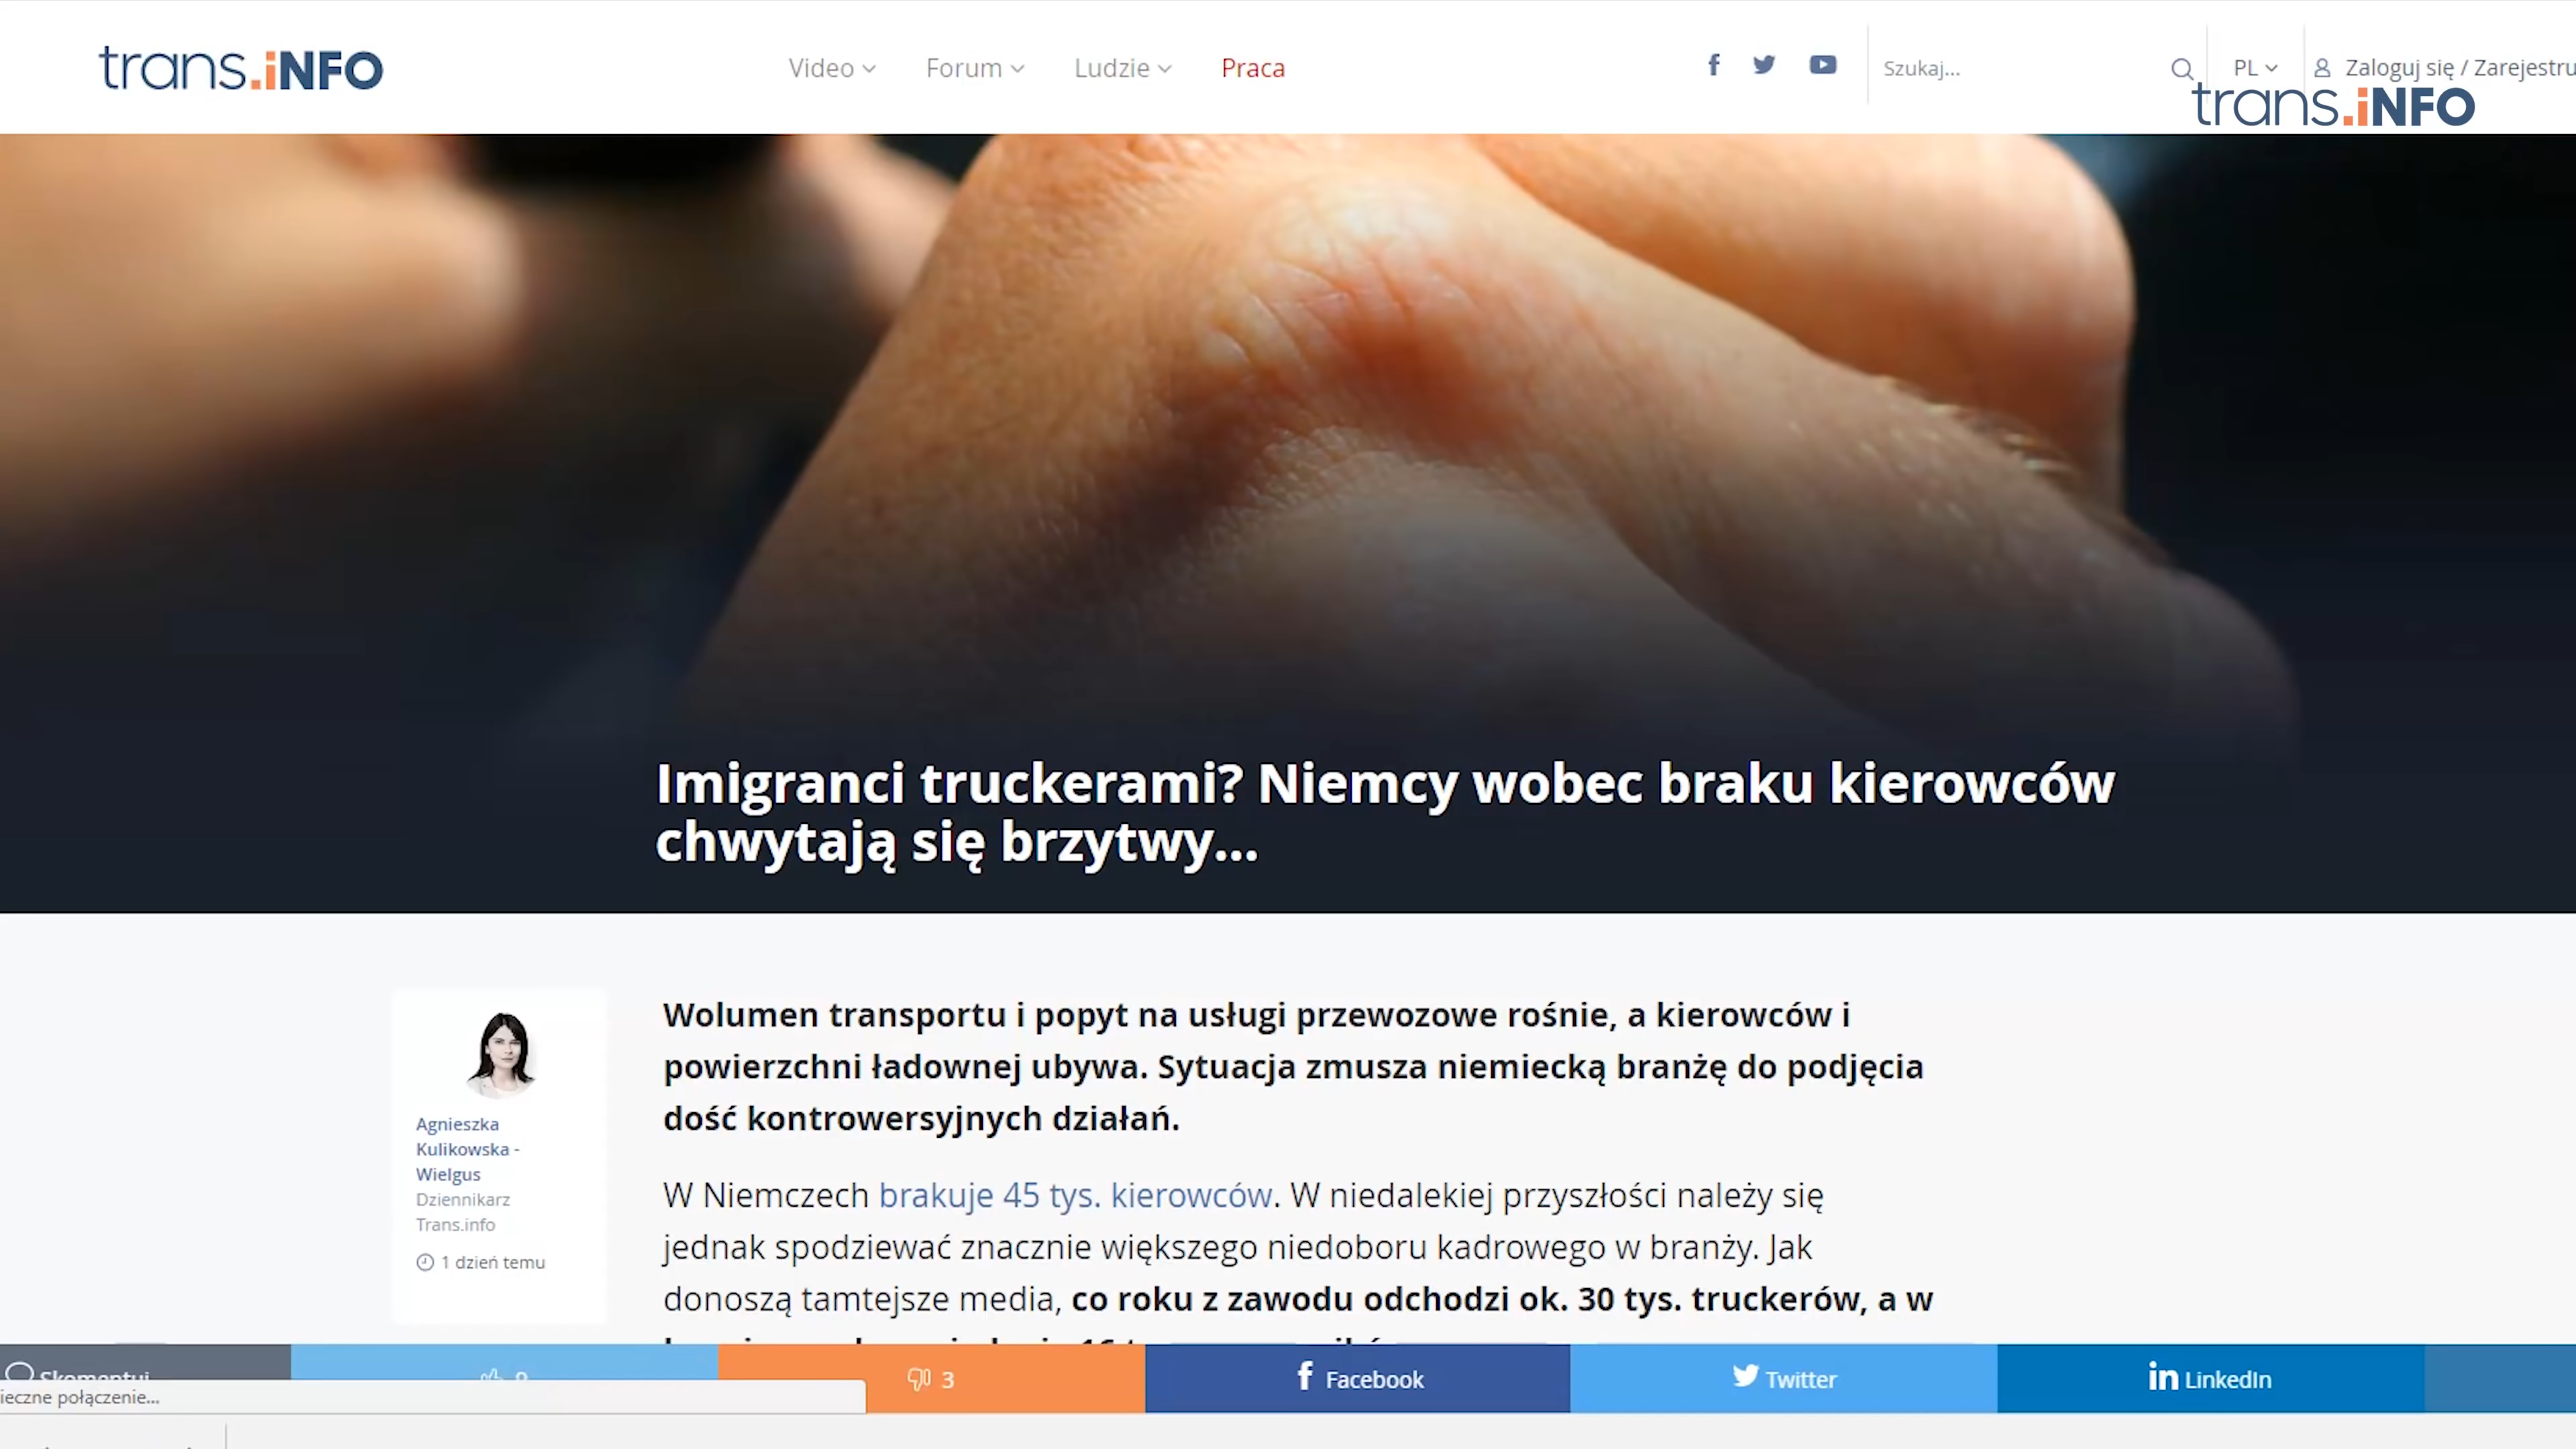 trans.iNFO
Video
Forum
Ludzie
Praca
Szukaj...
PL
Zaloguj się / Zarejestru
trans.iNFO
Imigranci truckerami? Niemcy wobec braku kierowców
chwytają się brzytwy...
Agnieszka
Kulikowska -
Wielgus
Dziennikarz
Trans.info
1 dzień temu
Wolumen transportu i popyt na usługi przewozowe rośnie, a kierowców i
powierzchni ładownej ubywa. Sytuacja zmusza niemiecką branżę do podjęcia
dość kontrowersyjnych działań.
W Niemczech brakuje 45 tys. kierowców. W niedalekiej przyszłości należy się
jednak spodziewać znacznie większego niedoboru kadrowego w branży. Jak
donoszą tamtejsze media, co roku z zawodu odchodzi ok. 30 tys. truckerów, a w
Skomentuj
3
Facebook
Twitter
LinkedIn
ieczne połączenie...